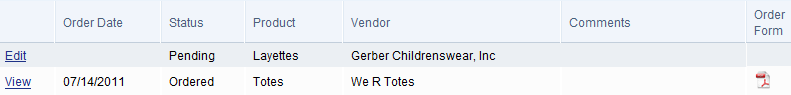 Order Date Status Product Vendor Comments Order Form
Edit Pending Layettes Gerber Childrenswear, Inc
View 07/14/2011 Ordered Totes We R Totes